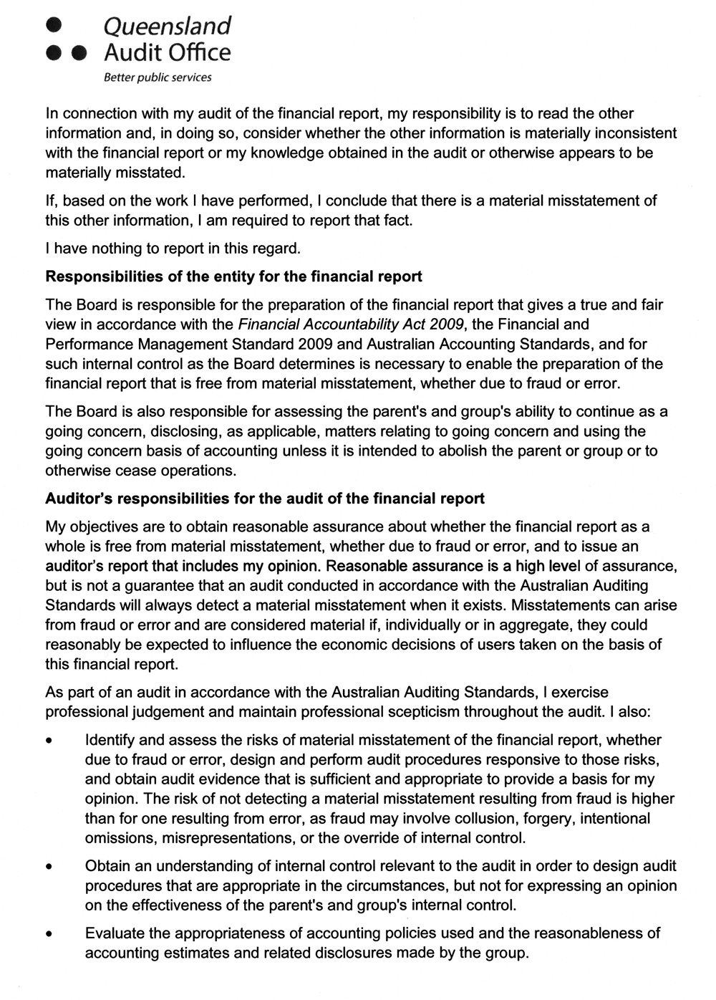 Queensland
Audit Office
Better public services
In connection with my audit of the financial report, my responsibility is to read the other
information and, in doing so, consider whether the other information is materially inconsistent
with the financial report or my knowledge obtained in the audit or otherwise appears to be
materially misstated.
If, based on the work I have performed, I conclude that there is a material misstatement of
this other information, I am required to report that fact.
I have nothing to report in this regard.
Responsibilities of the entity for the financial report
The Board is responsible for the preparation of the financial report that gives a true and fair
view in accordance with the Financial Accountability Act 2009, the Financial and
Performance Management Standard 2009 and Australian Accounting Standards, and for
such internal control as the Board determines is necessary to enable the preparation of the
financial report that is free from material misstatement, whether due to fraud or error.
The Board is also responsible for assessing the parent's and group's ability to continue as a
going concern, disclosing, as applicable, matters relating to going concern and using the
going concern basis of accounting unless it is intended to abolish the parent or group or to
otherwise cease operations.
Auditor's responsibilities for the audit of the financial report
My objectives are to obtain reasonable assurance about whether the financial report as a
whole is free from material misstatement, whether due to fraud or error, and to issue an
auditor's report that includes my opinion. Reasonable assurance is a high level of assurance,
but is not a guarantee that an audit conducted in accordance with the Australian Auditing
Standards will always detect a material misstatement when it exists. Misstatements can arise
from fraud or error and are considered material if, individually or in aggregate, they could
reasonably be expected to influence the economic decisions of users taken on the basis of
this financial report.
As part of an audit in accordance with the Australian Auditing Standards, I exercise
professional judgement and maintain professional scepticism throughout the audit. I also:
• Identify and assess the risks of material misstatement of the financial report, whether
due to fraud or error, design and perform audit procedures responsive to those risks,
and obtain audit evidence that is sufficient and appropriate to provide a basis for my
opinion. The risk of not detecting a material misstatement resulting from fraud is higher
than for one resulting from error, as fraud may involve collusion, forgery, intentional
omissions, misrepresentations, or the override of internal control.
• Obtain an understanding of internal control relevant to the audit in order to design audit
procedures that are appropriate in the circumstances, but not for expressing an opinion
on the effectiveness of the parent's and group's internal control.
• Evaluate the appropriateness of accounting policies used and the reasonableness of
accounting estimates and related disclosures made by the group.